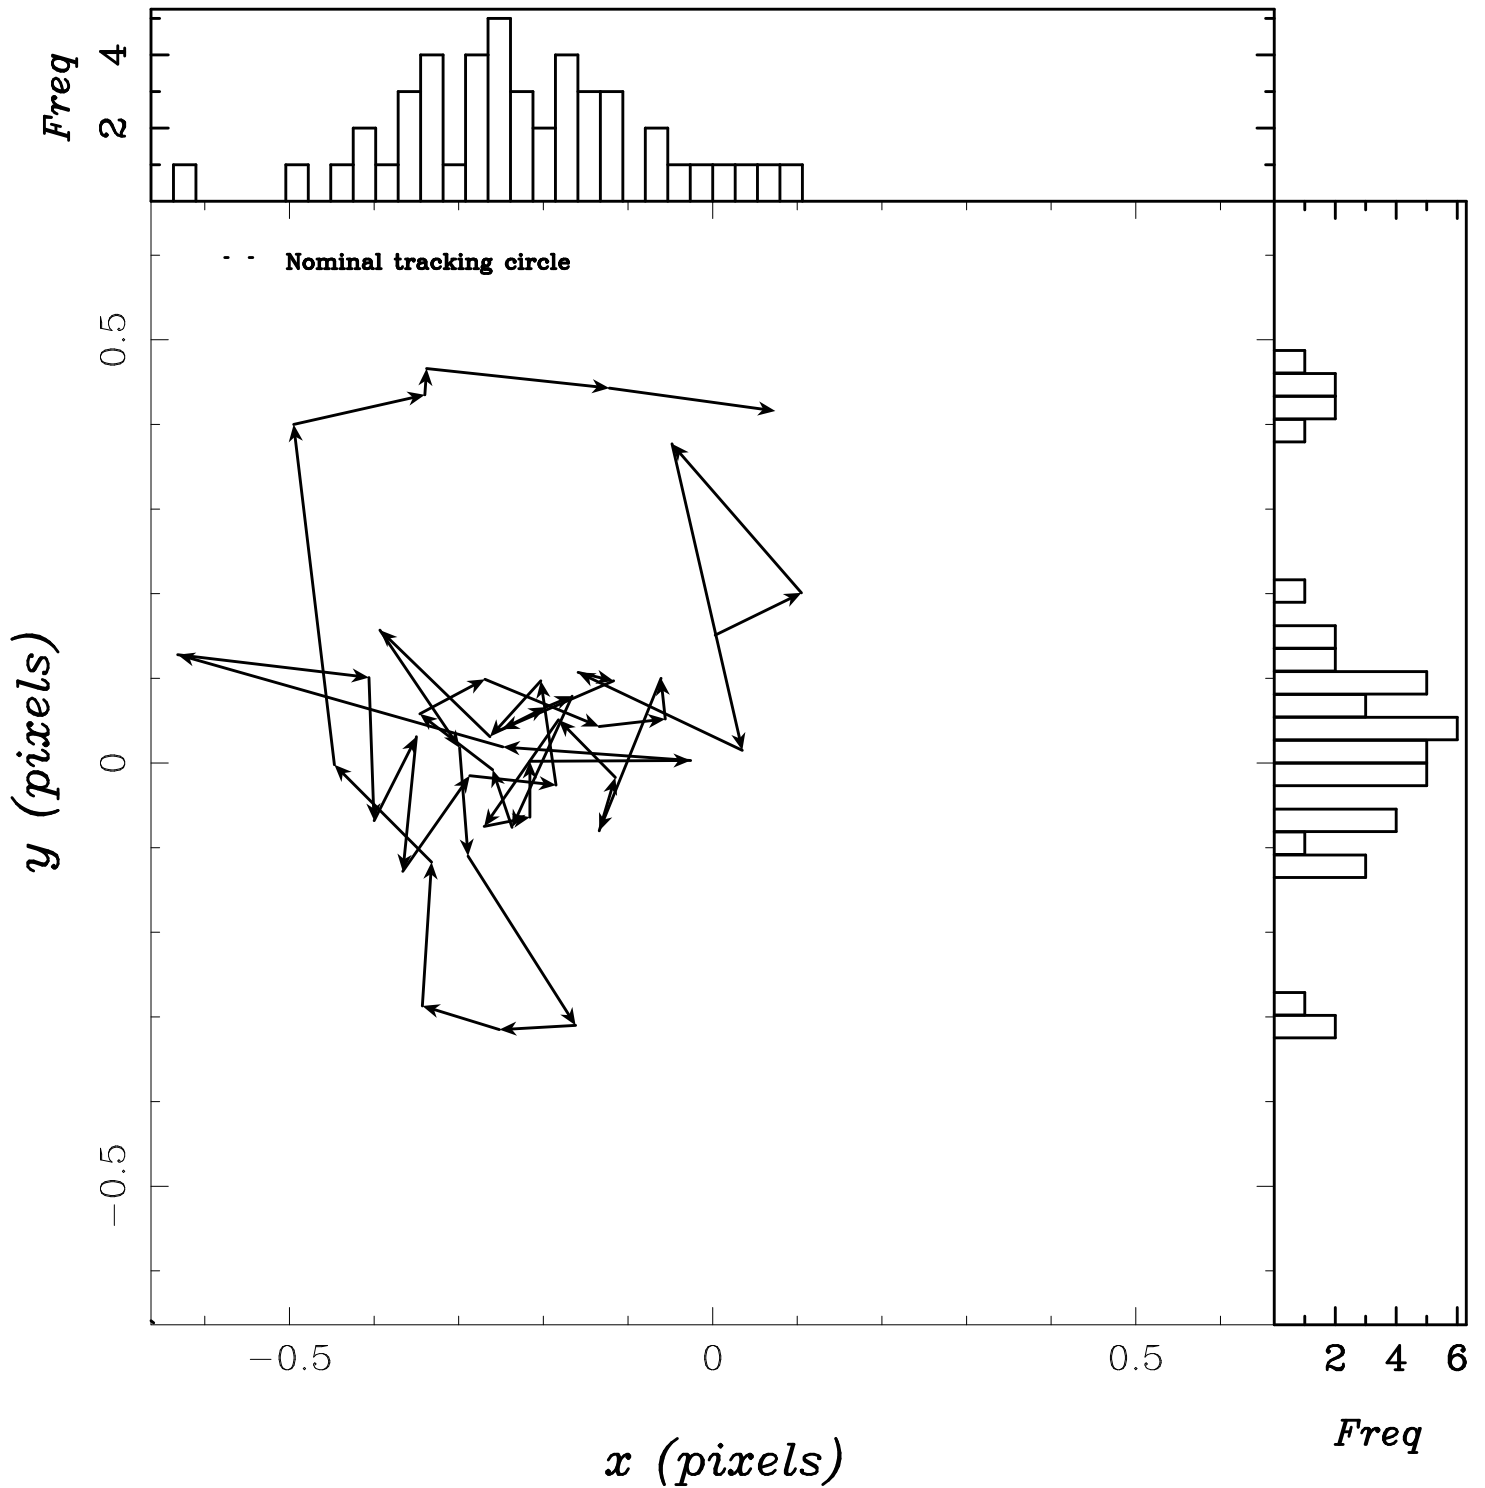 Freq
4
2
- - Nominal tracking circle
0.5
0
−0.5
y (pixels)
−0.5 0 0.5
2 4 6
x (pixels)
Freq